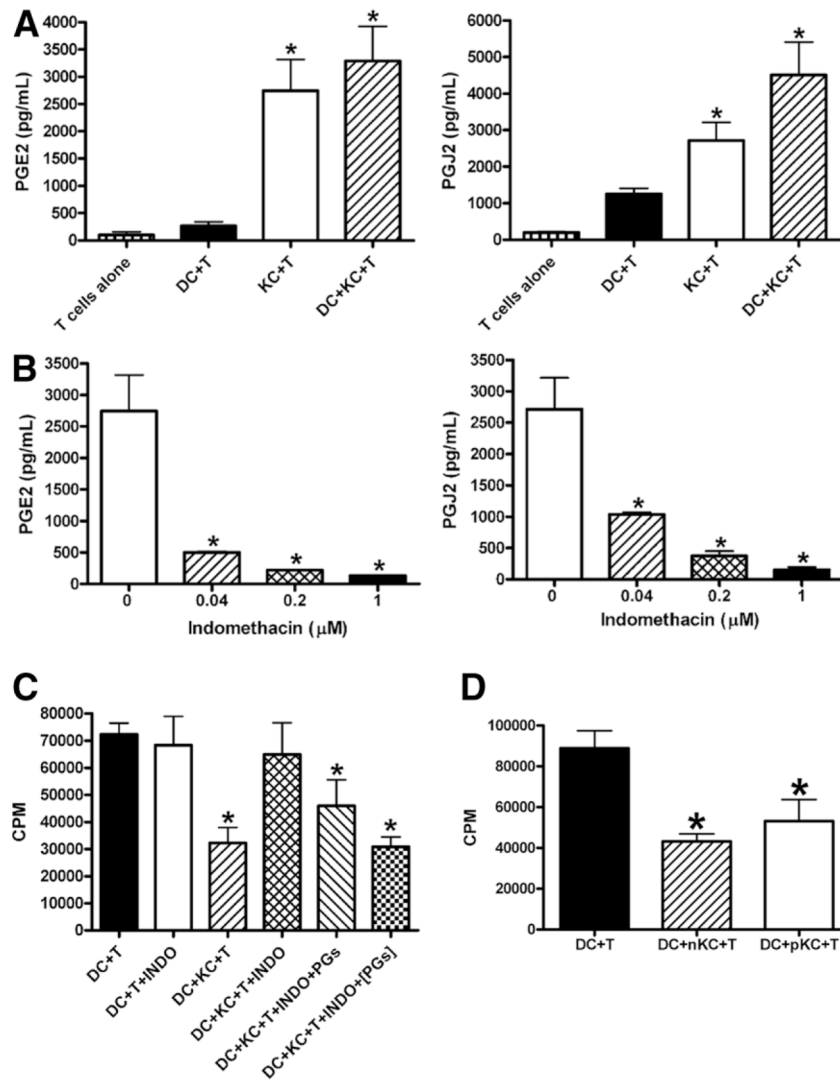 A
PGE2 (pg/mL)
4000
3500
3000
2500
2000
1500
1000
500
0
*
*
T cells alone
DC+T
KC+T
DC+KC+T
PGJ2 (pg/mL)
6000
5000
4000
3000
2000
1000
0
*
*
T cells alone
DC+T
KC+T
DC+KC+T
B
PGE2 (pg/mL)
3500
3000
2500
2000
1500
1000
500
0
*
*
*
0 0.04 0.2 1
Indomethacin (μM)
PGJ2 (pg/mL)
3500
3000
2500
2000
1500
1000
500
0
*
*
*
0 0.04 0.2 1
Indomethacin (μM)
C
CPM
80000
70000
60000
50000
40000
30000
20000
10000
0
*
*
*
DC+T
DC+T+INDO
DC+KC+T
DC+KC+T+INDO
DC+KC+T+INDO+PGs
DC+KC+T+INDO+[PGs]
D
CPM
100000
80000
60000
40000
20000
0
*
*
DC+T DC+nKC+T DC+pKC+T